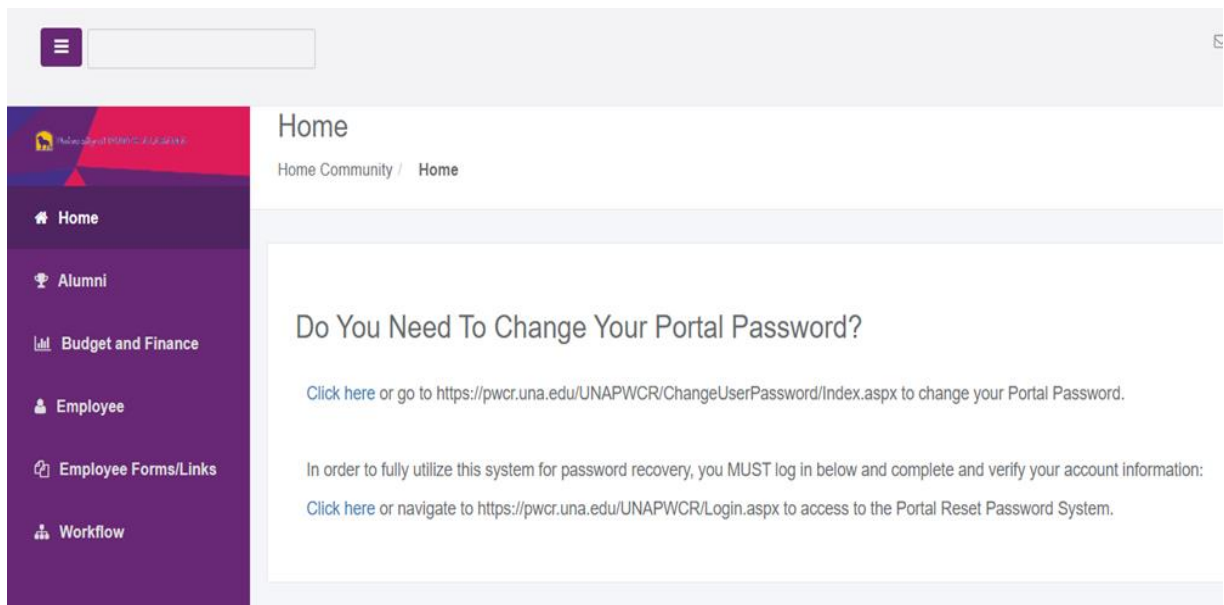 Home
Home Community / Home
Home
Alumni
Budget and Finance
Employee
Employee Forms/Links
Workflow
Do You Need To Change Your Portal Password?
Click here or go to https://pwcr.una.edu/UNAPWCR/ChangeUserPassword/Index.aspx to change your Portal Password.
In order to fully utilize this system for password recovery, you MUST log in below and complete and verify your account information:
Click here or navigate to https://pwcr.una.edu/UNAPWCR/Login.aspx to access to the Portal Reset Password System.